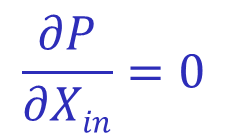 ∂P/∂X_in = 0